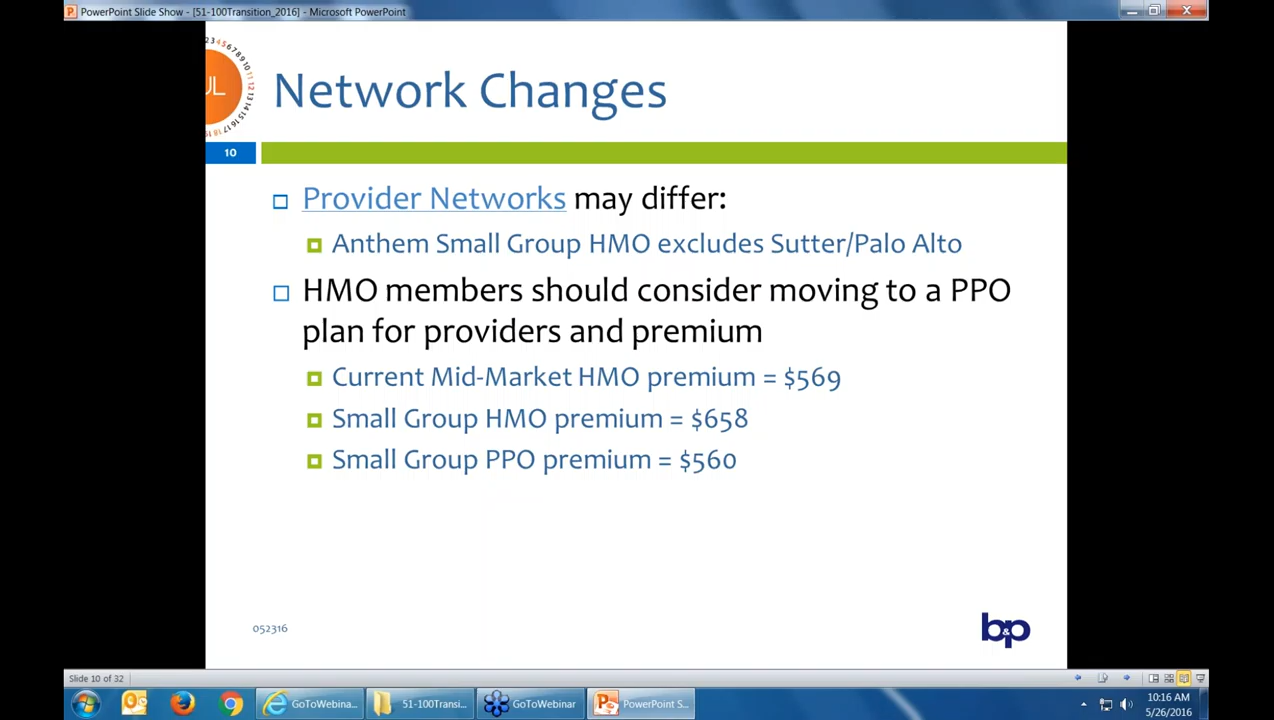 PowerPoint Slide Show - [51-100Transition_2016] - Microsoft PowerPoint
UL
Network Changes
10
Provider Networks may differ:
Anthem Small Group HMO excludes Sutter/Palo Alto
HMO members should consider moving to a PPO
plan for providers and premium
Current Mid-Market HMO premium = $569
Small Group HMO premium = $658
Small Group PPO premium = $560
052316
b&p
Slide 10 of 32
GoToWebina...
51-100Transi...
GoToWebinar
PowerPoint S...
10:16 AM
5/26/2016